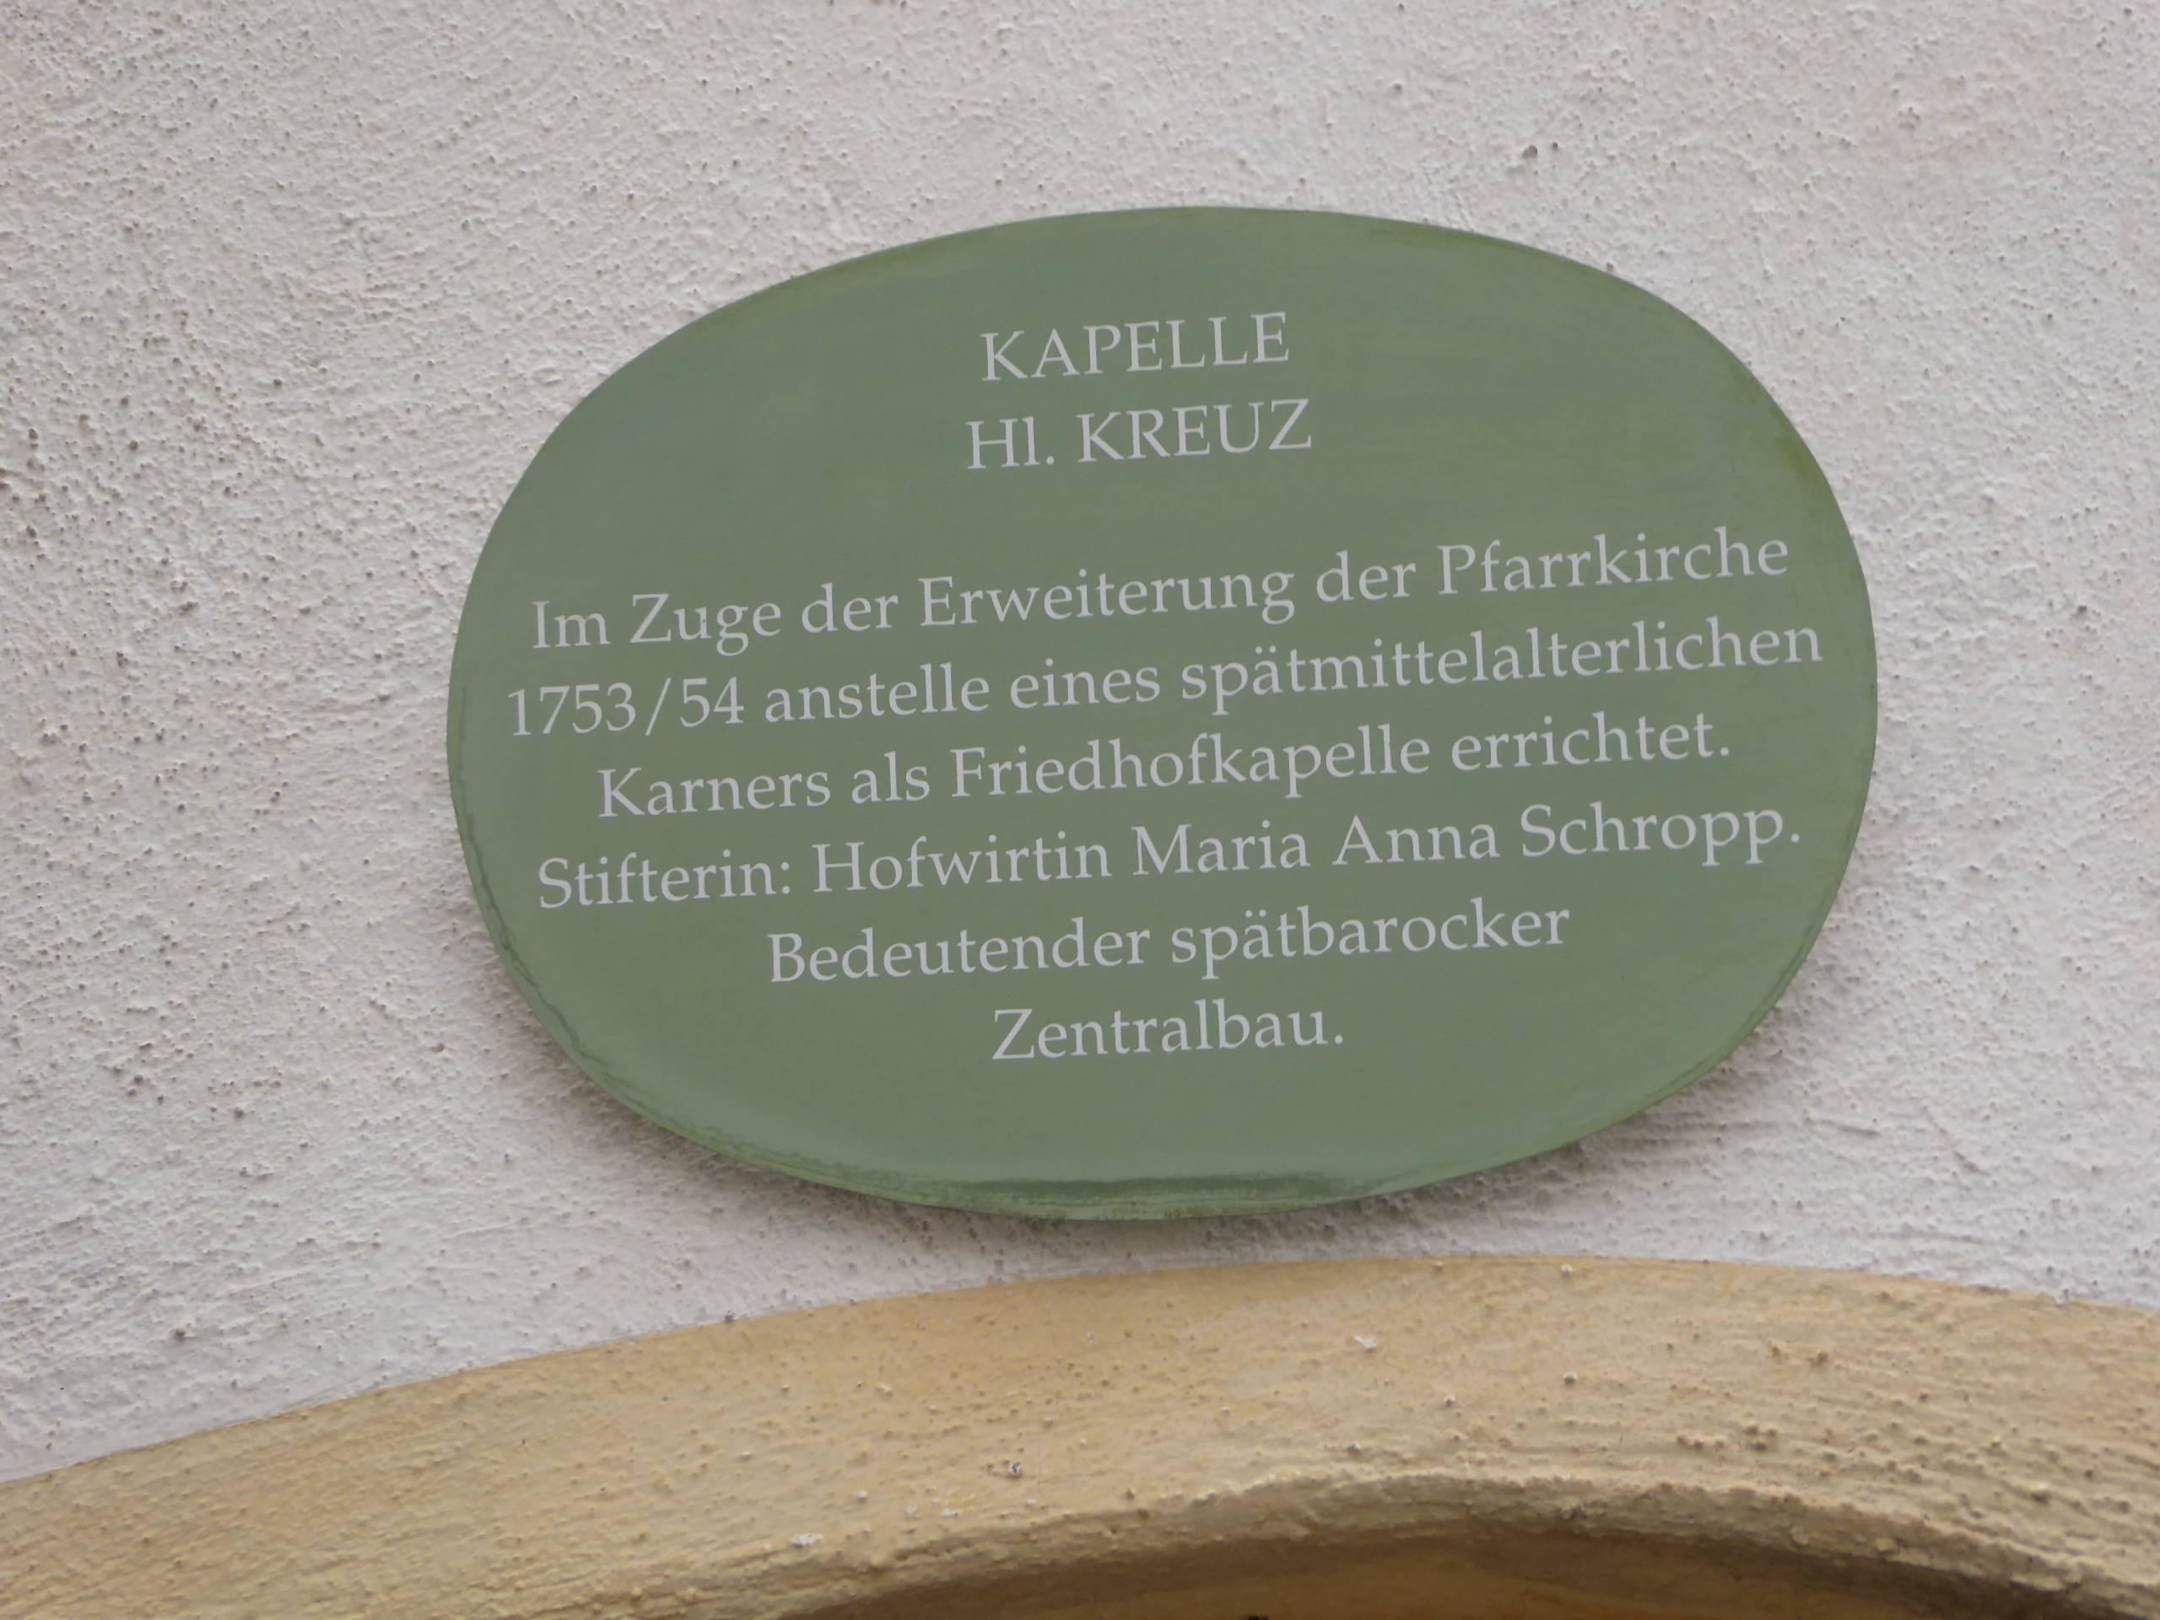 KAPELLE
Hl. KREUZ
Im Zuge der Erweiterung der Pfarrkirche
1753/54 anstelle eines spätmittelalterlichen
Karners als Friedhofkapelle errichtet.
Stifterin: Hofwirtin Maria Anna Schropp.
Bedeutender spätbarocker
Zentralbau.